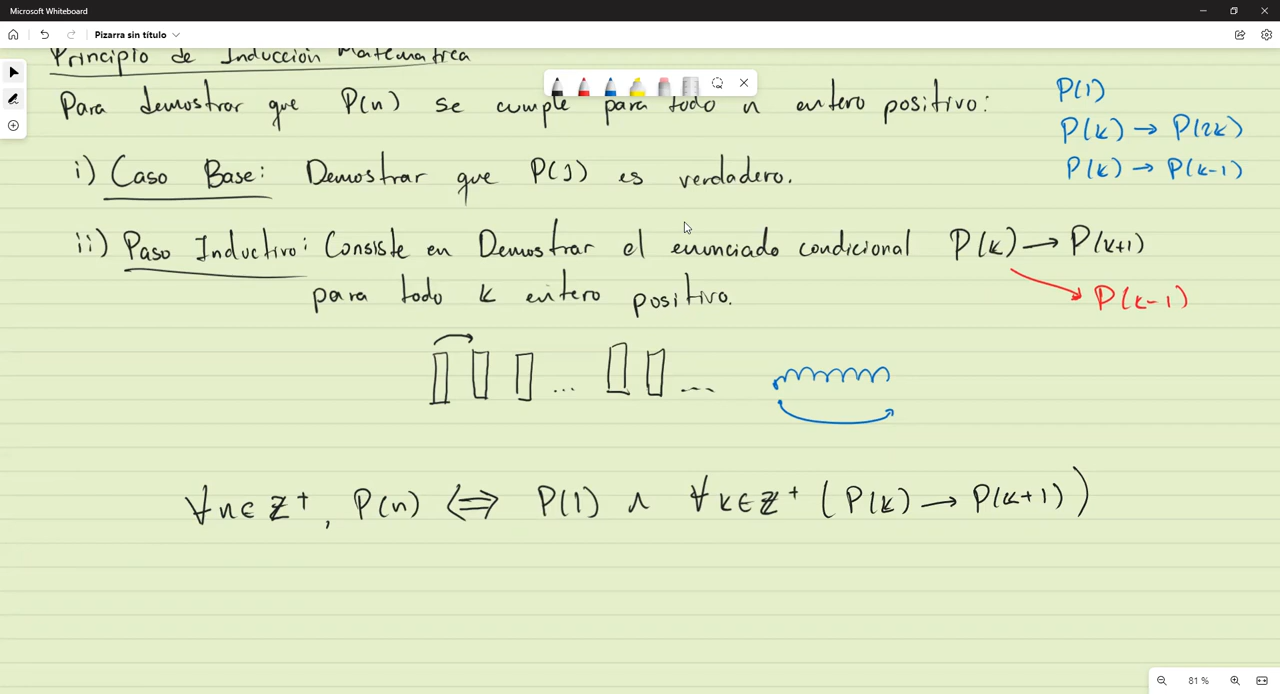 Microsoft Whiteboard
Pizarra sin título
Principio de Inducción Matemática
Para demostrar que P(n) se cumple para todo n entero positivo:
P(1)
P(k) → P(2k)
P(k) → P(k-1)
i) Caso Base: Demostrar que P(1) es verdadero.
ii) Paso Inductivo: Consiste en Demostrar el enunciado condicional P(k) → P(k+1)
para todo k entero positivo.
P(k-1)
... ...
∀n∈Z⁺, P(n) ⟺ P(1) ∧ ∀k∈Z⁺ (P(k) → P(k+1))
81 %